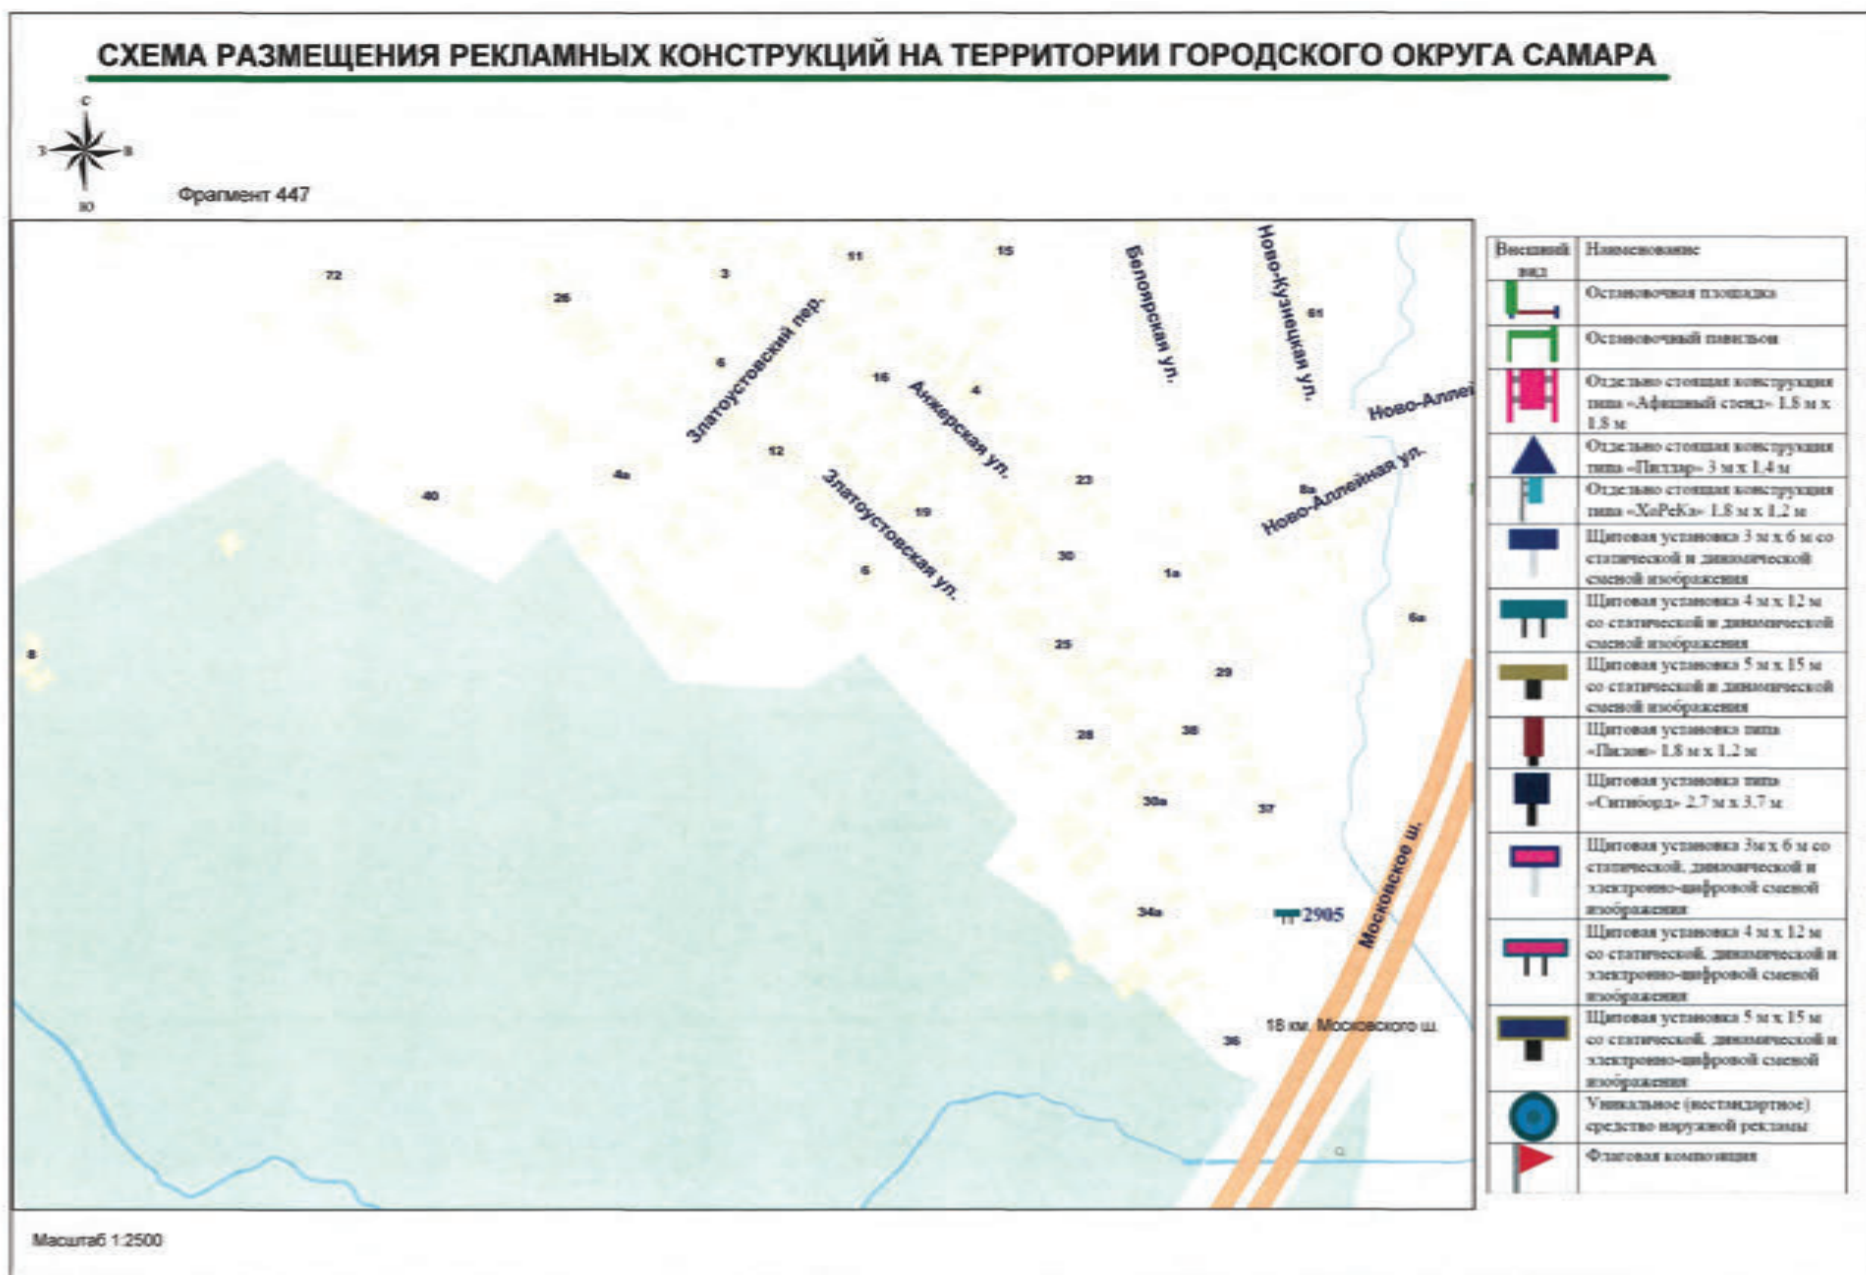 СХЕМА РАЗМЕЩЕНИЯ РЕКЛАМНЫХ КОНСТРУКЦИЙ НА ТЕРРИТОРИИ ГОРОДСКОГО ОКРУГА САМАРА
С
З
В
Ю
Фрагмент 447
72
26
3
11
15
Белоярская ул.
Ново-Кузнецкая ул.
61
Златоустовский пер.
6
16
Анжерская ул.
4
Ново-Аллей
12
4а
40
Златоустовская ул.
19
23
8а
Ново-Аллейная ул.
6
30
1а
6а
25
29
8
28
38
30а
37
Московское ш.
34а
2905
18 км. Московского ш.
36
Масштаб 1:2500
Внешний вид
Наименование
Остановочная площадка
Остановочный павильон
Отдельно стоящая конструкция
типа «Афишный стенд» 1.8 м х
1.8 м
Отдельно стоящая конструкция
типа «Пиллар» 3 м х 1.4 м
Отдельно стоящая конструкция
типа «ХоРеКа» 1.8 м х 1.2 м
Щитовая установка 3 м х 6 м со
статической и динамической
сменой изображения
Щитовая установка 4 м х 12 м
со статической и динамической
сменой изображения
Щитовая установка 5 м х 15 м
со статической и динамической
сменой изображения
Щитовая установка типа
«Пилон» 1.8 м х 1.2 м
Щитовая установка типа
«Ситиборд» 2.7 м х 3.7 м
Щитовая установка 3м х 6 м со
статической, динамической и
электронно-цифровой сменой
изображения
Щитовая установка 4 м х 12 м
со статической, динамической и
электронно-цифровой сменой
изображения
Щитовая установка 5 м х 15 м
со статической, динамической и
электронно-цифровой сменой
изображения
Уникальное (нестандартное)
средство наружной рекламы
Флаговая композиция